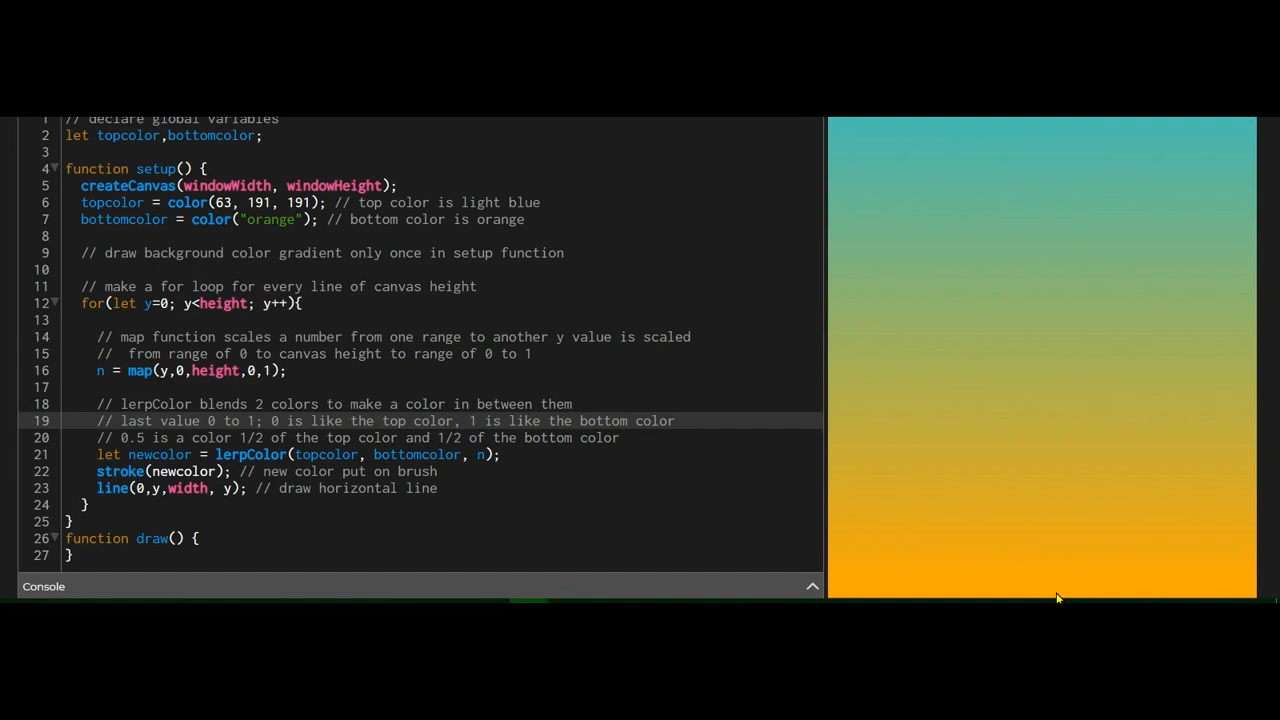 1 // declare global variables
2 let topcolor,bottomcolor;
3
4 function setup() {
5 createCanvas(windowWidth, windowHeight);
6 topcolor = color(63, 191, 191); // top color is light blue
7 bottomcolor = color("orange"); // bottom color is orange
8
9 // draw background color gradient only once in setup function
10
11 // make a for loop for every line of canvas height
12 for(let y=0; y<height; y++){
13
14 // map function scales a number from one range to another y value is scaled
15 //  from range of 0 to canvas height to range of 0 to 1
16 n = map(y,0,height,0,1);
17
18 // lerpColor blends 2 colors to make a color in between them
19 // last value 0 to 1; 0 is like the top color, 1 is like the bottom color
20 // 0.5 is a color 1/2 of the top color and 1/2 of the bottom color
21 let newcolor = lerpColor(topcolor, bottomcolor, n);
22 stroke(newcolor); // new color put on brush
23 line(0,y,width, y); // draw horizontal line
24 }
25 }
26 function draw() {
27 }
Console